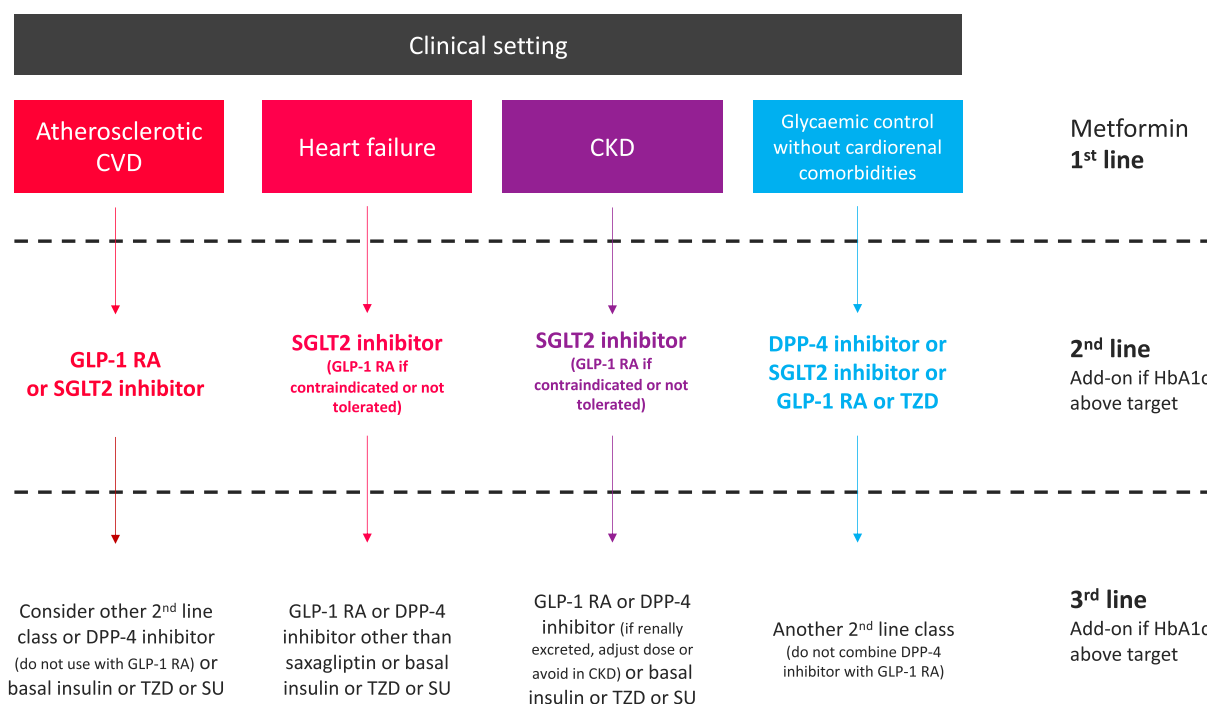 Clinical setting
Atherosclerotic
CVD
Heart failure
CKD
Glycaemic control
without cardiorenal
comorbidities
Metformin
1st line
GLP-1 RA
or SGLT2 inhibitor
SGLT2 inhibitor
(GLP-1 RA if
contraindicated or not
tolerated)
SGLT2 inhibitor
(GLP-1 RA if
contraindicated or not
tolerated)
DPP-4 inhibitor or
SGLT2 inhibitor or
GLP-1 RA or TZD
2nd line
Add-on if HbA1c
above target
Consider other 2nd line
class or DPP-4 inhibitor
(do not use with GLP-1 RA) or
basal insulin or TZD or SU
GLP-1 RA or DPP-4
inhibitor other than
saxagliptin or basal
insulin or TZD or SU
GLP-1 RA or DPP-4
inhibitor (if renally
excreted, adjust dose or
avoid in CKD) or basal
insulin or TZD or SU
Another 2nd line class
(do not combine DPP-4
inhibitor with GLP-1 RA)
3rd line
Add-on if HbA1c
above target